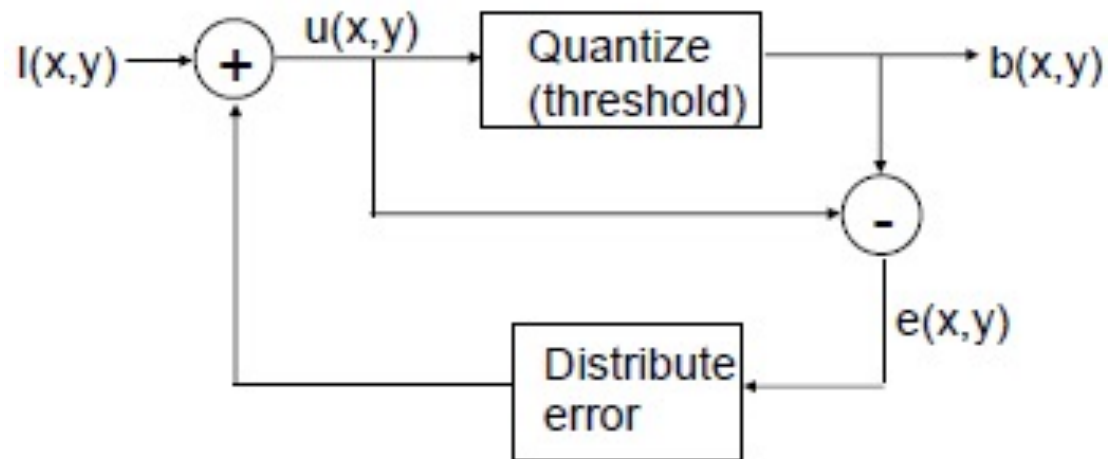 I(x,y)
+
u(x,y)
Quantize
(threshold)
b(x,y)
-
e(x,y)
Distribute
error